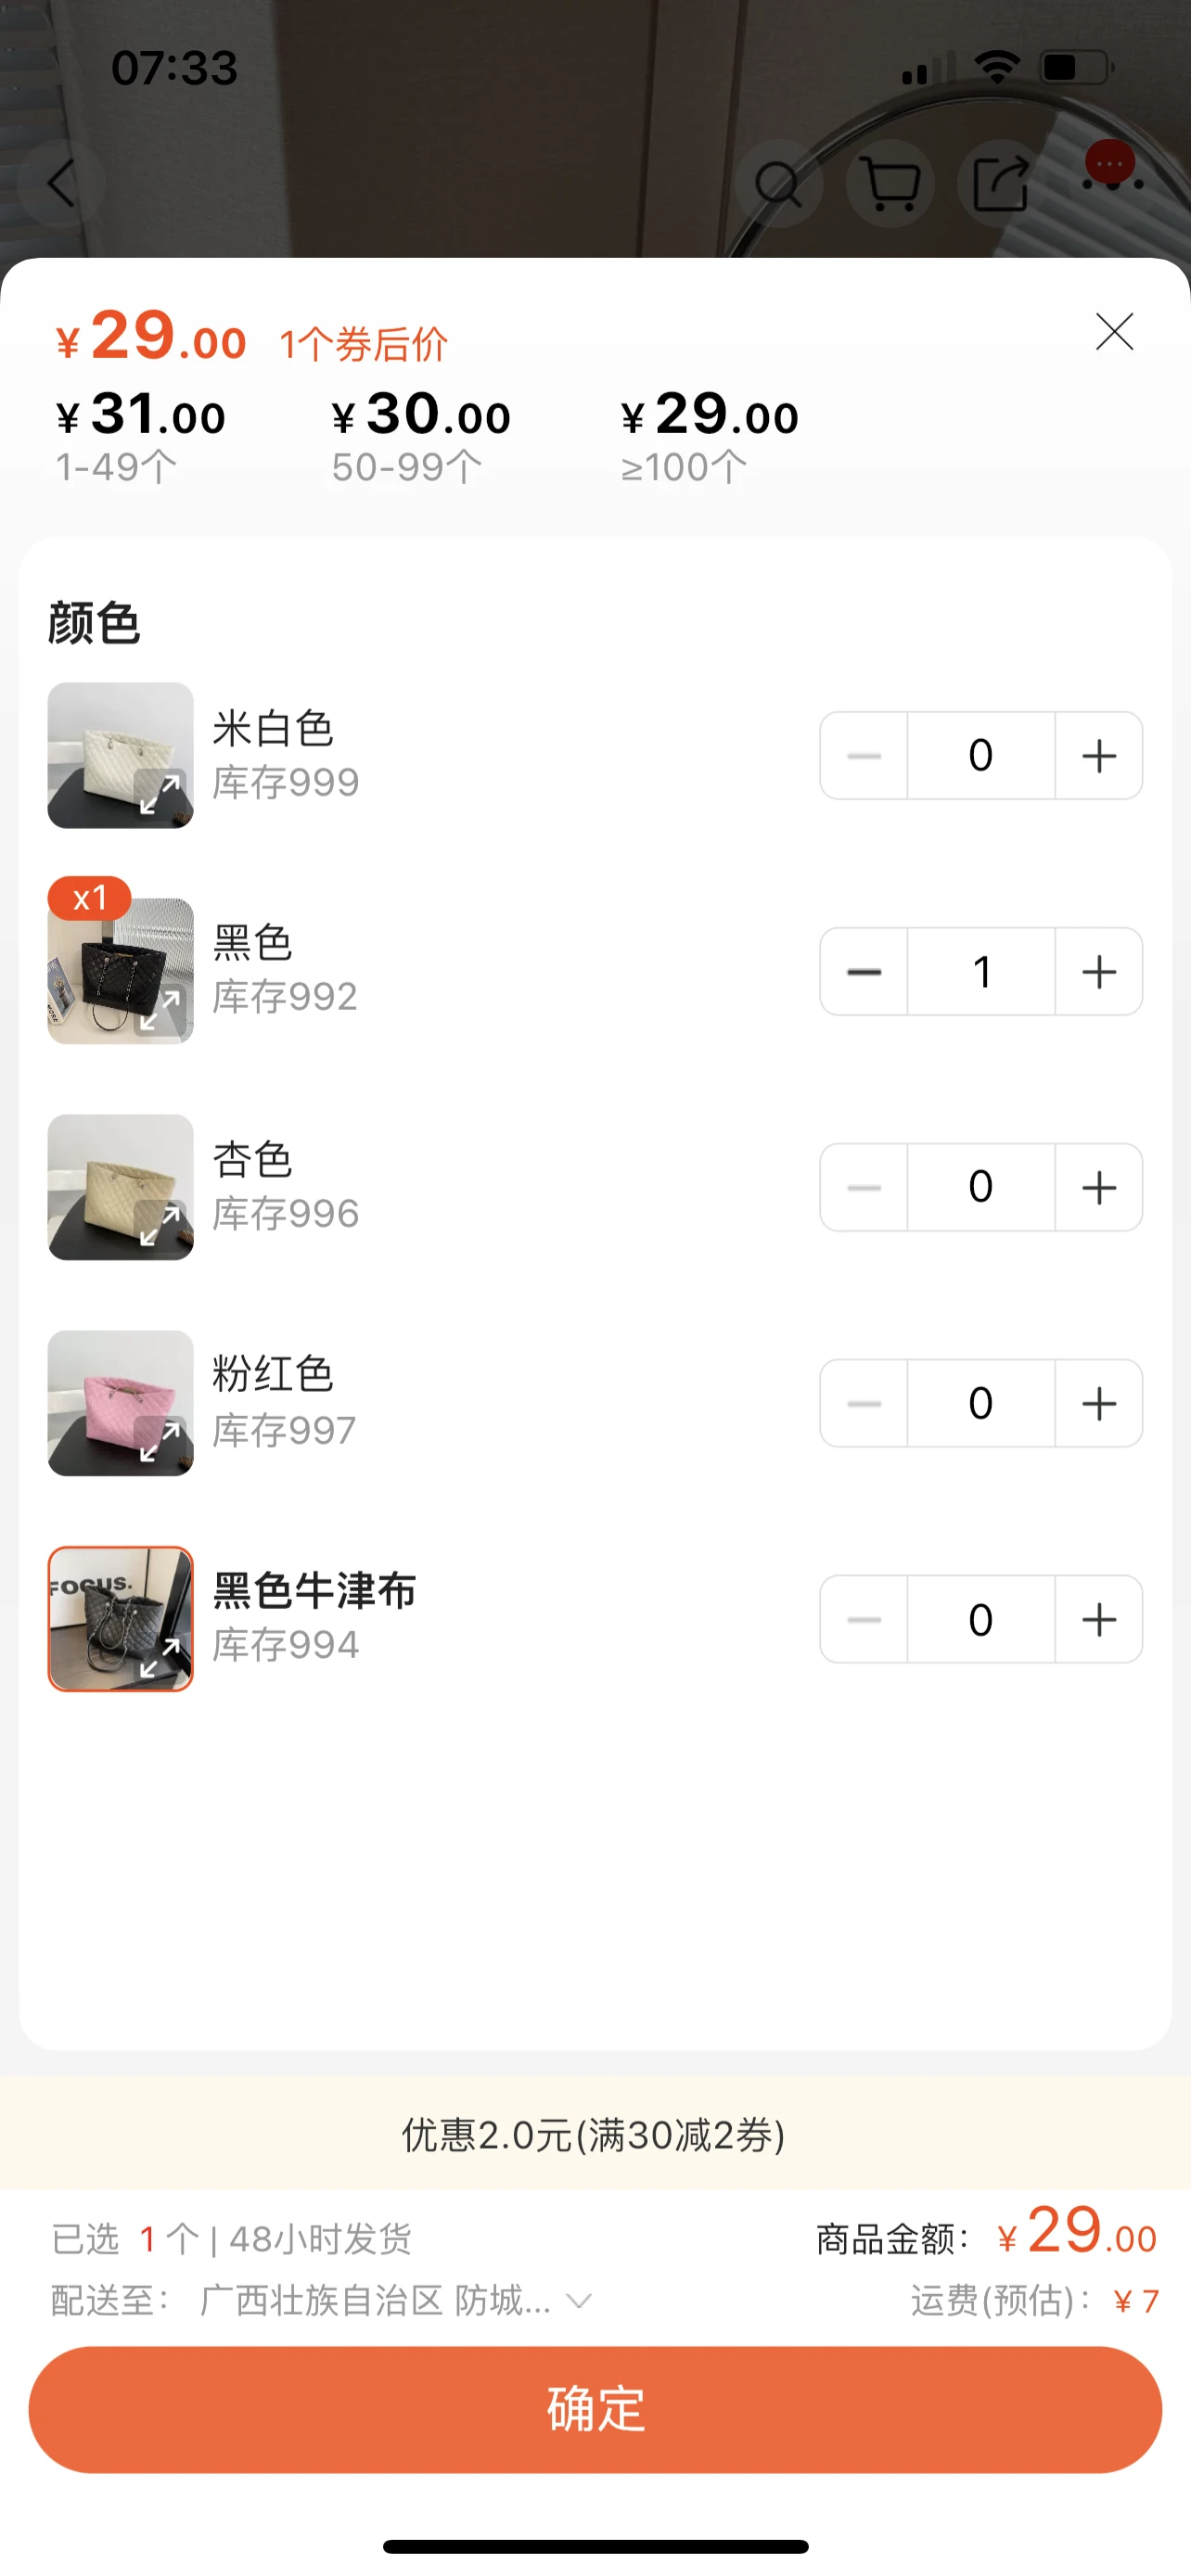 07:33
¥29.00 1个券后价
¥31.00 ¥30.00 ¥29.00
1-49个 50-99个 ≥100个
颜色
米白色
库存999
0
x1
黑色
库存992
1
杏色
库存996
0
粉红色
库存997
0
FOCUS.
黑色牛津布
库存994
0
优惠2.0元(满30减2券)
已选 1 个 | 48小时发货 商品金额：¥29.00
配送至： 广西壮族自治区 防城... 运费(预估)：¥7
确定